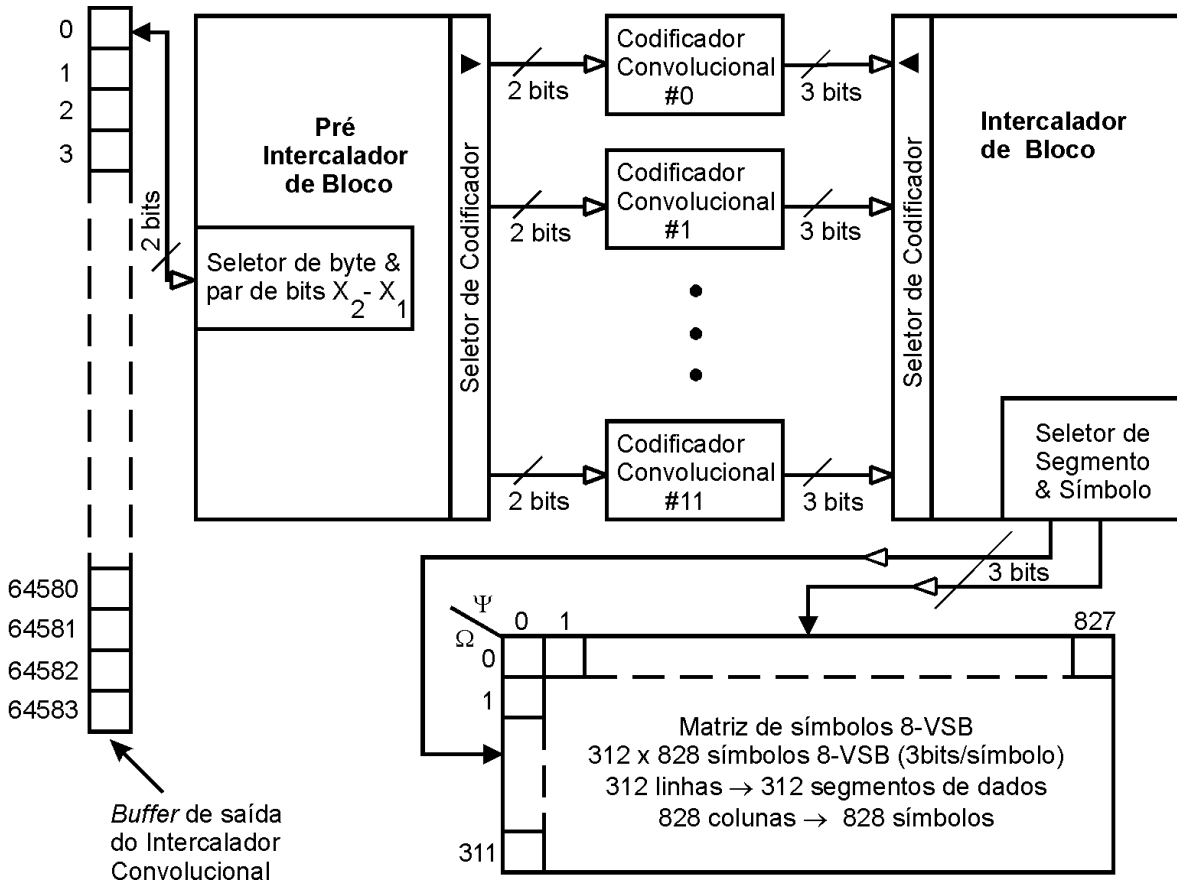 0
1
2
3
2 bits
Pré
Intercalador
de Bloco
Seletor de byte &
par de bits X2- X1
Seletor de Codificador
2 bits
Codificador
Convolucional
#0
3 bits
2 bits
Codificador
Convolucional
#1
3 bits
2 bits
Codificador
Convolucional
#11
3 bits
Seletor de Codificador
Intercalador
de Bloco
Seletor de
Segmento
& Símbolo
3 bits
64580
64581
64582
64583
Buffer de saída
do Intercalador
Convolucional
Ψ
Ω
0 1 827
0
1
311
Matriz de símbolos 8-VSB
312 x 828 símbolos 8-VSB (3bits/símbolo)
312 linhas → 312 segmentos de dados
828 colunas → 828 símbolos